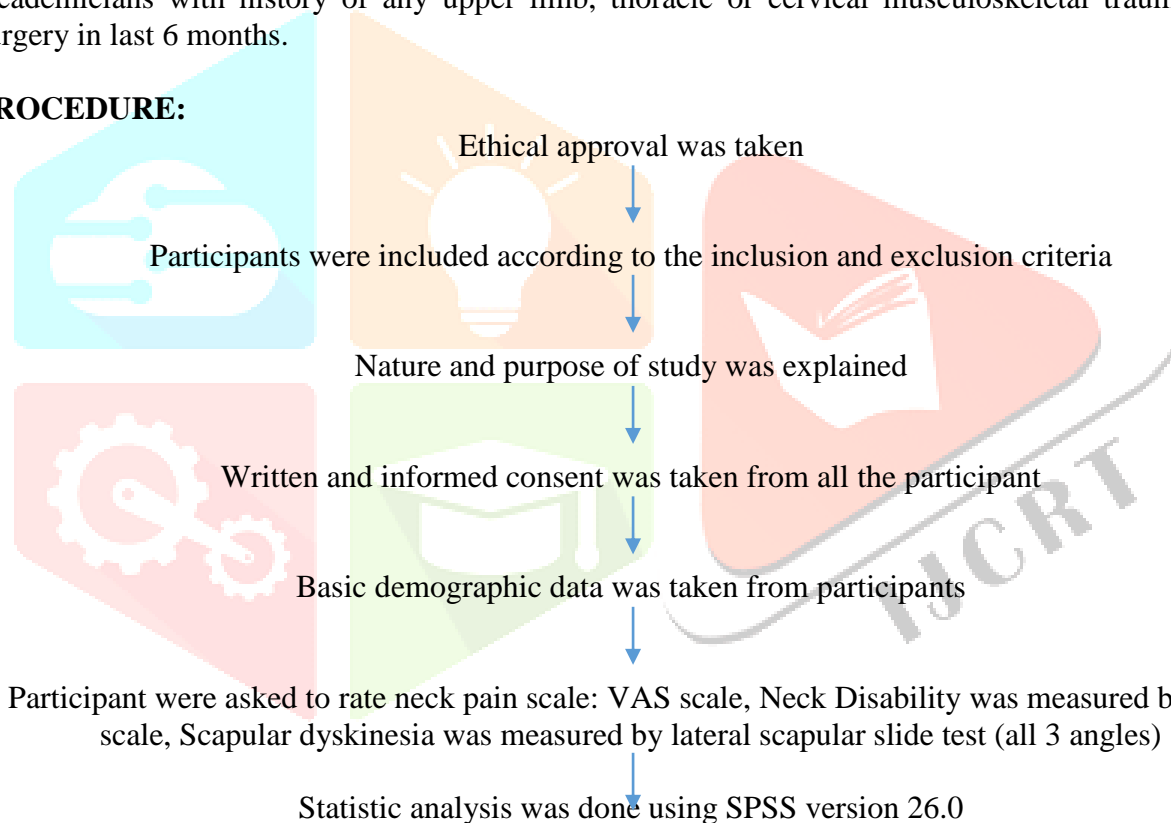 cademicians with history of any upper limb, thoracic or cervical musculoskeletal traum
urgery in last 6 months.
ROCEDURE:
Ethical approval was taken
Participants were included according to the inclusion and exclusion criteria
Nature and purpose of study was explained
Written and informed consent was taken from all the participant
Basic demographic data was taken from participants
Participant were asked to rate neck pain scale: VAS scale, Neck Disability was measured b
scale, Scapular dyskinesia was measured by lateral scapular slide test (all 3 angles)
Statistic analysis was done using SPSS version 26.0
IJCRT